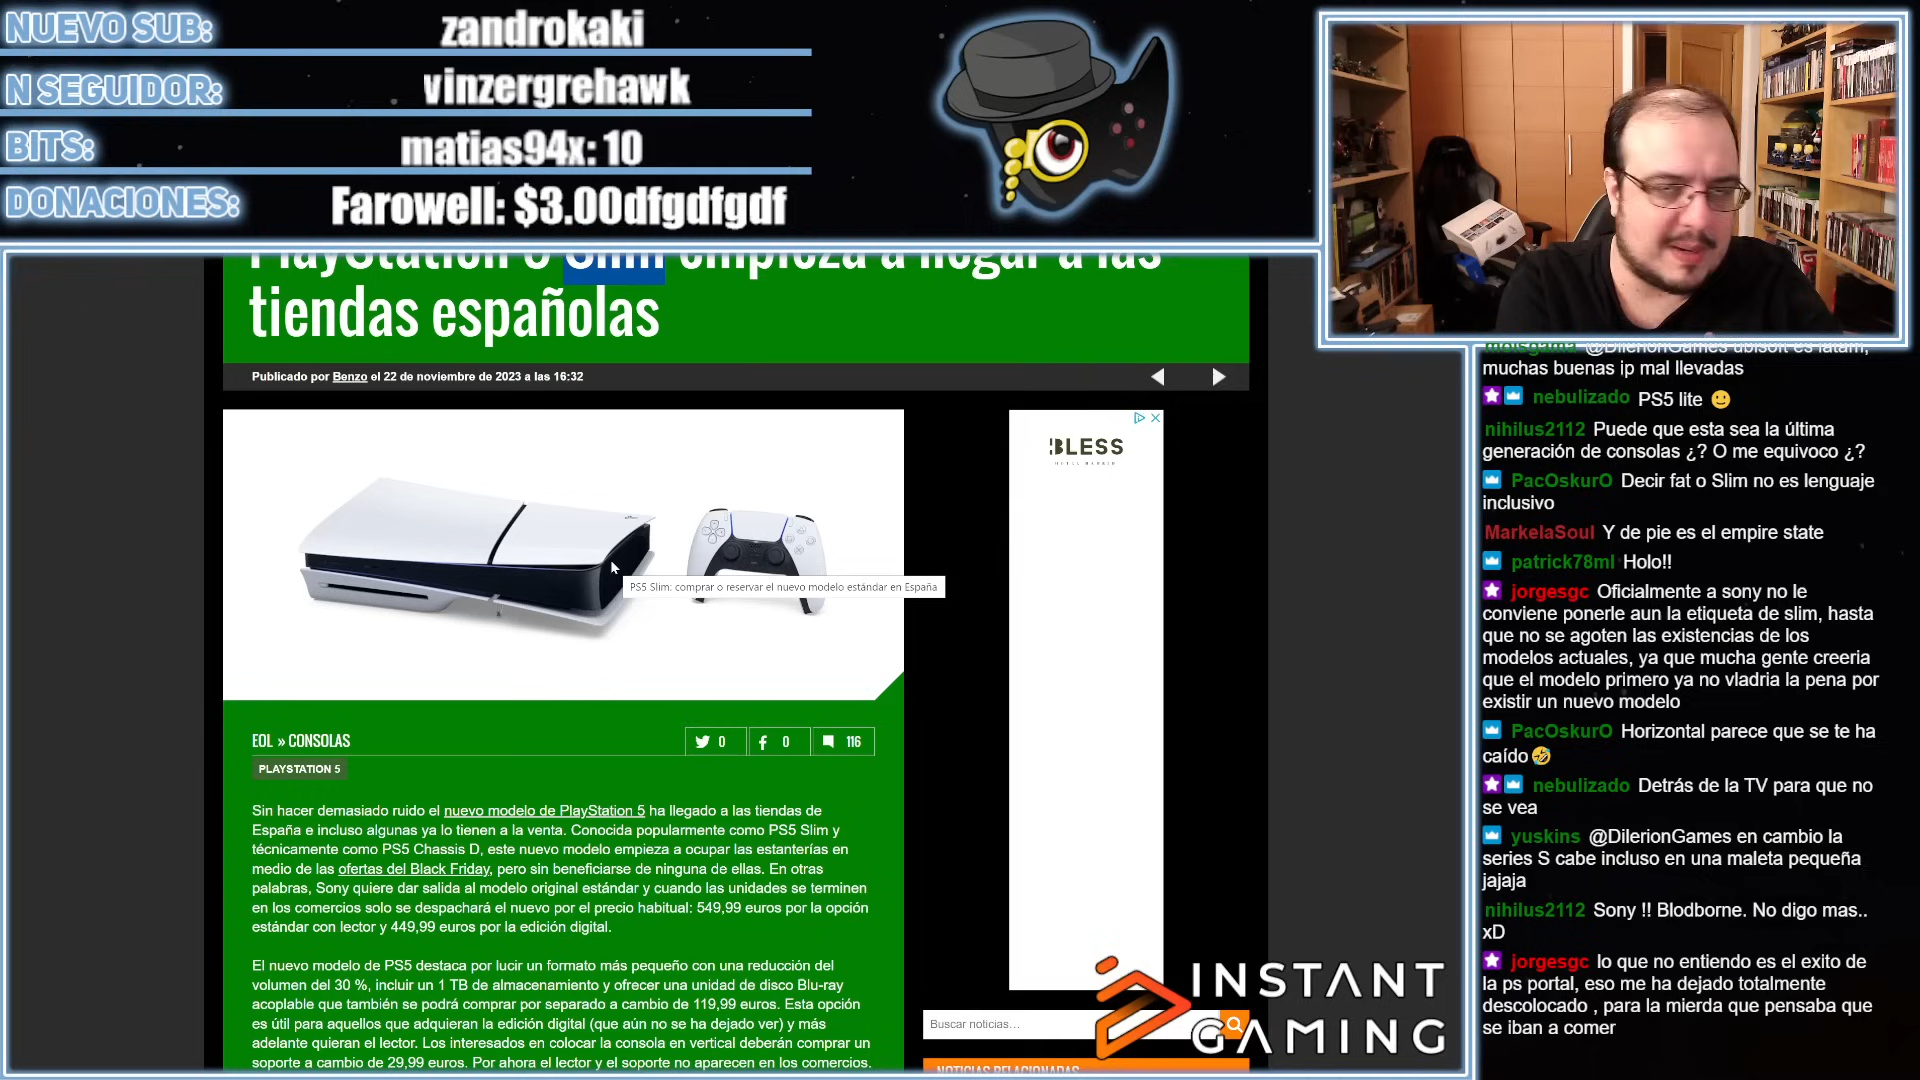 NUEVO SUB:
zandrokaki
N SEGUIDOR:
vinzergrehawk
BITS:
matias94x: 10
DONACIONES:
Farowell: $3.00dfgdfgdf
PlayStation 5 Slim empieza a llegar a las
tiendas españolas
Publicado por Benzo el 22 de noviembre de 2023 a las 16:32
BLESS
PS5 Slim: comprar o reservar el nuevo modelo estándar en España
EOL » CONSOLAS
0
0
116
PLAYSTATION 5
Sin hacer demasiado ruido el nuevo modelo de PlayStation 5 ha llegado a las tiendas de
España e incluso algunas ya lo tienen a la venta. Conocida popularmente como PS5 Slim y
técnicamente como PS5 Chassis D, este nuevo modelo empieza a ocupar las estanterías en
medio de las ofertas del Black Friday, pero sin beneficiarse de ninguna de ellas. En otras
palabras, Sony quiere dar salida al modelo original estándar y cuando las unidades se terminen
en los comercios solo se despachará el nuevo por el precio habitual: 549,99 euros por la opción
estándar con lector y 449,99 euros por la edición digital.
El nuevo modelo de PS5 destaca por lucir un formato más pequeño con una reducción del
volumen del 30 %, incluir un 1 TB de almacenamiento y ofrecer una unidad de disco Blu-ray
acoplable que también se podrá comprar por separado a cambio de 119,99 euros. Esta opción
es útil para aquellos que adquieran la edición digital (que aún no se ha dejado ver) y más
adelante quieran el lector. Los interesados en colocar la consola en vertical deberán comprar un
soporte a cambio de 29,99 euros. Por ahora el lector y el soporte no aparecen en los comercios.
Buscar noticias...
NOTICIAS RELACIONADAS
INSTANT
GAMING
moisgama @DilerionGames ubisoft es latam,
muchas buenas ip mal llevadas
nebulizado PS5 lite
nihilus2112 Puede que esta sea la última
generación de consolas ¿? O me equivoco ¿?
PacOskurO Decir fat o Slim no es lenguaje
inclusivo
MarkelaSoul Y de pie es el empire state
patrick78ml Holo!!
jorgesgc Oficialmente a sony no le
conviene ponerle aun la etiqueta de slim, hasta
que no se agoten las existencias de los
modelos actuales, ya que mucha gente creeria
que el modelo primero ya no vladria la pena por
existir un nuevo modelo
PacOskurO Horizontal parece que se te ha
caído🤣
nebulizado Detrás de la TV para que no
se vea
yuskins @DilerionGames en cambio la
series S cabe incluso en una maleta pequeña
jajaja
nihilus2112 Sony !! Blodborne. No digo mas..
xD
jorgesgc lo que no entiendo es el exito de
la ps portal, eso me ha dejado totalmente
descolocado , para la mierda que pensaba que
se iban a comer